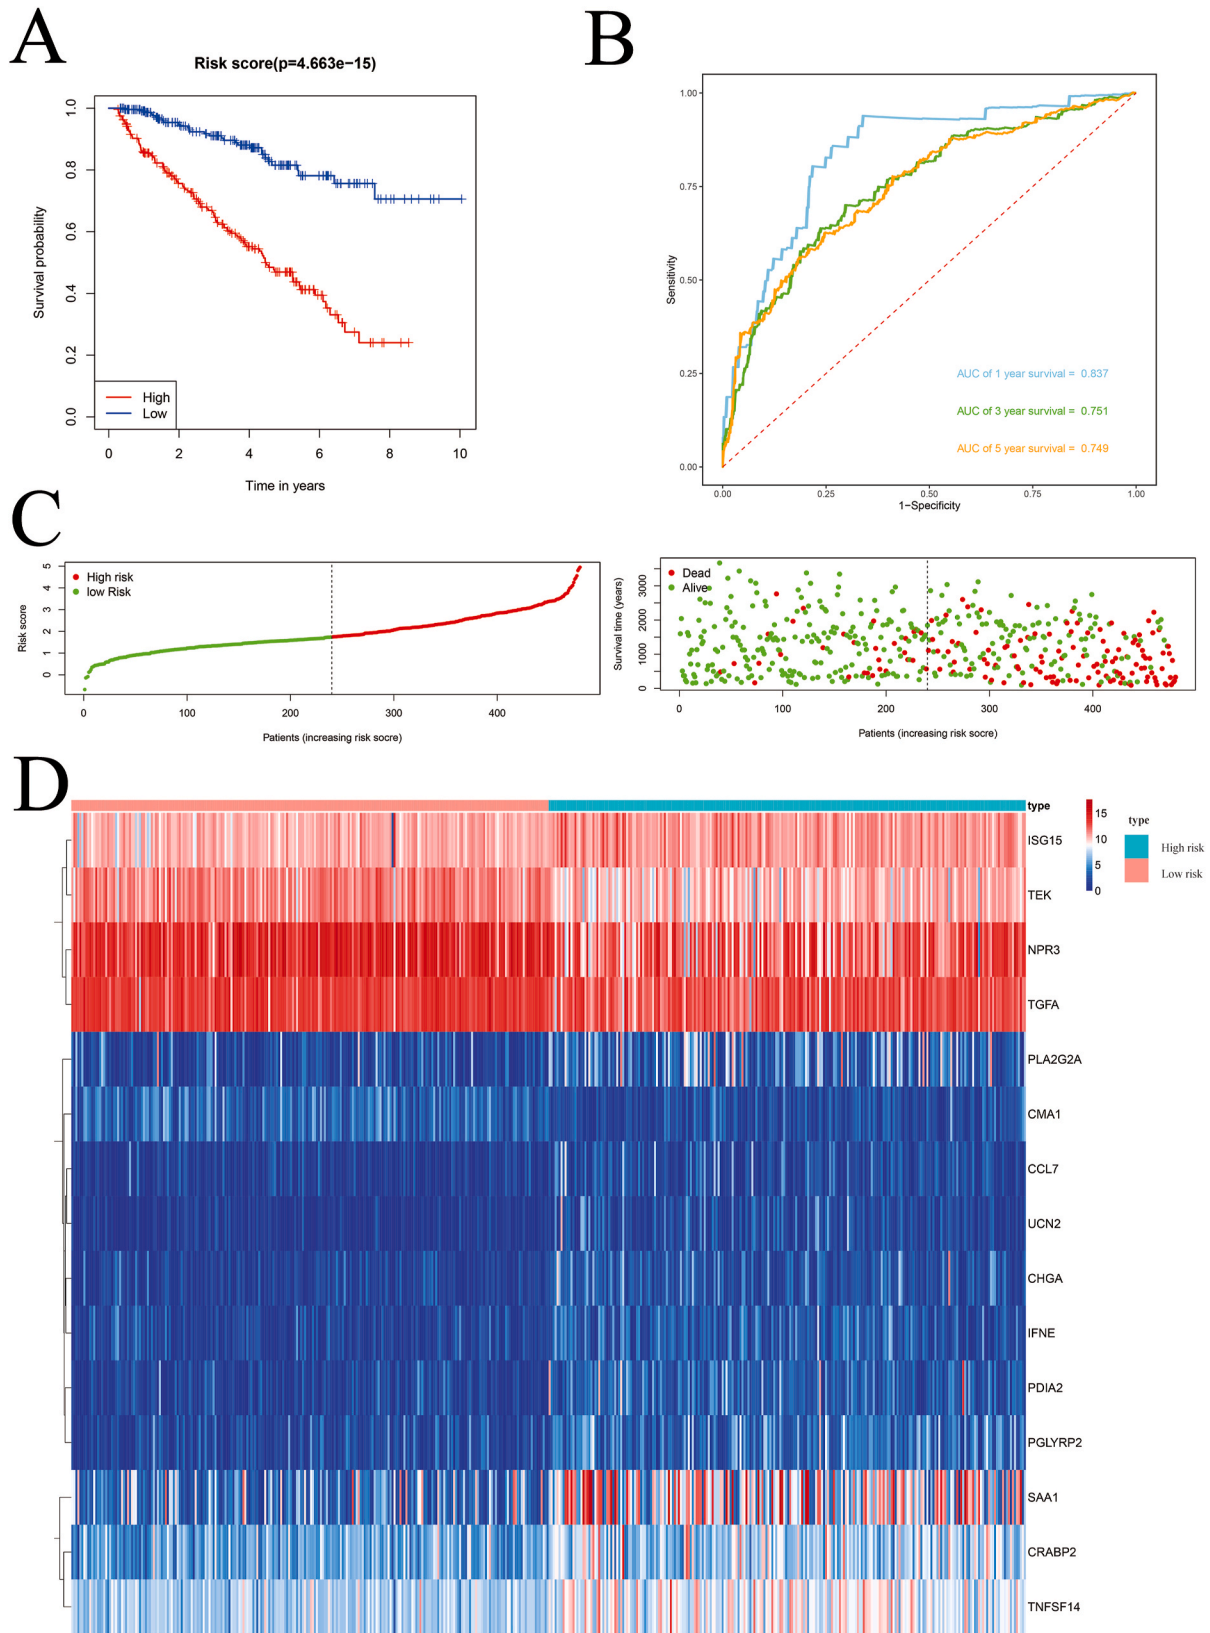 A
Risk score(p=4.663e−15)
Survival probability
1.0
0.8
0.6
0.4
0.2
0.0
High
Low
0 2 4 6 8 10
Time in years
B
Sensitivity
1.00
0.75
0.50
0.25
0.00
AUC of 1 year survival = 0.837
AUC of 3 year survival = 0.751
AUC of 5 year survival = 0.749
0.00 0.25 0.50 0.75 1.00
1−Specificity
C
Risk score
5
4
3
2
1
0
High risk
low Risk
0 100 200 300 400
Patients (increasing risk socre)
Survival time (years)
3000
2000
1000
0
Dead
Alive
0 100 200 300 400
Patients (increasing risk socre)
D
type
ISG15
TEK
NPR3
TGFA
PLA2G2A
CMA1
CCL7
UCN2
CHGA
IFNE
PDIA2
PGLYRP2
SAA1
CRABP2
TNFSF14
15
10
5
0
type
High risk
Low risk